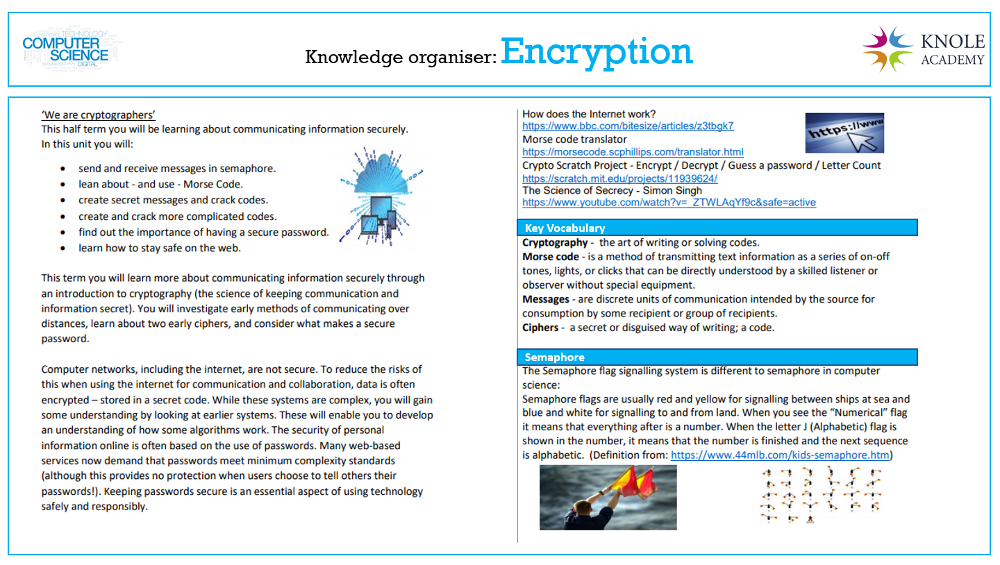 COMPUTER
SCIENCE
TECHNOLOGY
DIGITAL
Knowledge organiser: Encryption
KNOLE
ACADEMY
‘We are cryptographers’
This half term you will be learning about communicating information securely.
In this unit you will:
• send and receive messages in semaphore.
• lean about - and use - Morse Code.
• create secret messages and crack codes.
• create and crack more complicated codes.
• find out the importance of having a secure password.
• learn how to stay safe on the web.
This term you will learn more about communicating information securely through
an introduction to cryptography (the science of keeping communication and
information secret). You will investigate early methods of communicating over
distances, learn about two early ciphers, and consider what makes a secure
password.
Computer networks, including the internet, are not secure. To reduce the risks of
this when using the internet for communication and collaboration, data is often
encrypted – stored in a secret code. While these systems are complex, you will gain
some understanding by looking at earlier systems. These will enable you to develop
an understanding of how some algorithms work. The security of personal
information online is often based on the use of passwords. Many web-based
services now demand that passwords meet minimum complexity standards
(although this provides no protection when users choose to tell others their
passwords!). Keeping passwords secure is an essential aspect of using technology
safely and responsibly.
How does the Internet work?
https://www.bbc.com/bitesize/articles/z3tbgk7
Morse code translator
https://morsecode.scphillips.com/translator.html
Crypto Scratch Project - Encrypt / Decrypt / Guess a password / Letter Count
https://scratch.mit.edu/projects/11939624/
The Science of Secrecy - Simon Singh
https://www.youtube.com/watch?v=_ZTWLAqYf9c&safe=active
https://www
Key Vocabulary
Cryptography - the art of writing or solving codes.
Morse code - is a method of transmitting text information as a series of on-off
tones, lights, or clicks that can be directly understood by a skilled listener or
observer without special equipment.
Messages - are discrete units of communication intended by the source for
consumption by some recipient or group of recipients.
Ciphers - a secret or disguised way of writing; a code.
Semaphore
The Semaphore flag signalling system is different to semaphore in computer
science:
Semaphore flags are usually red and yellow for signalling between ships at sea and
blue and white for signalling to and from land. When you see the “Numerical” flag
it means that everything after is a number. When the letter J (Alphabetic) flag is
shown in the number, it means that the number is finished and the next sequence
is alphabetic. (Definition from: https://www.44mlb.com/kids-semaphore.htm)